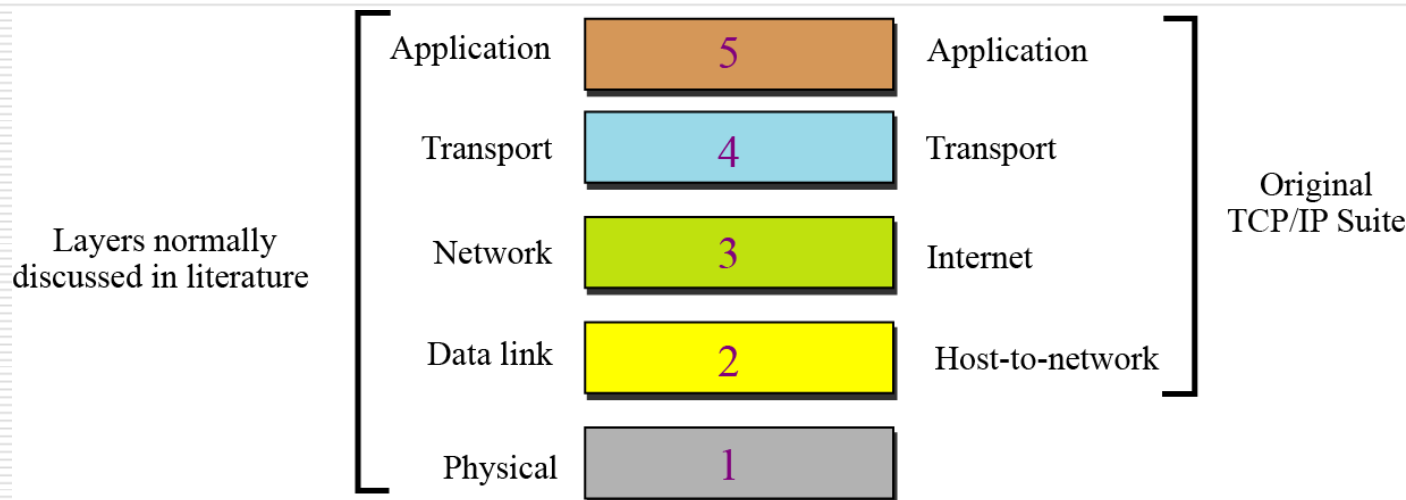 Application
5
Application
Transport
4
Transport
Original
TCP/IP Suite
Layers normally
discussed in literature
Network
3
Internet
Data link
2
Host-to-network
Physical
1